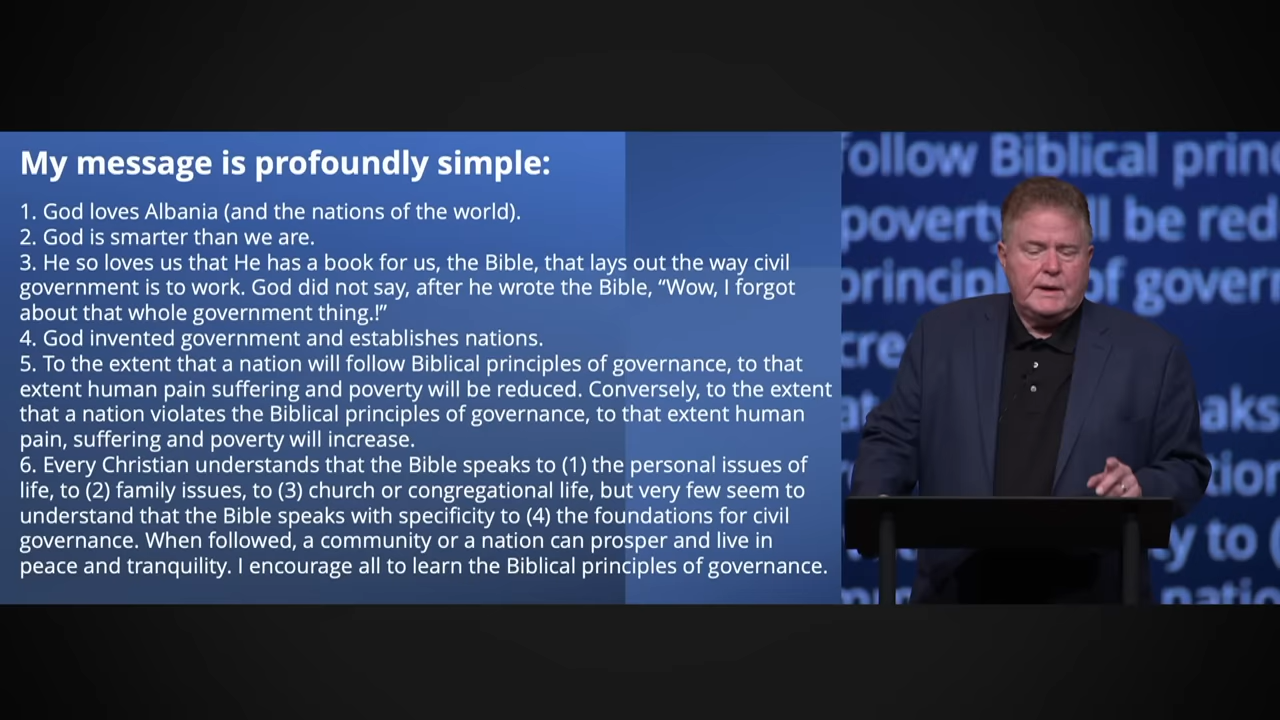 My message is profoundly simple:
1. God loves Albania (and the nations of the world).
2. God is smarter than we are.
3. He so loves us that He has a book for us, the Bible, that lays out the way civil
government is to work. God did not say, after he wrote the Bible, “Wow, I forgot
about that whole government thing.!”
4. God invented government and establishes nations.
5. To the extent that a nation will follow Biblical principles of governance, to that
extent human pain suffering and poverty will be reduced. Conversely, to the extent
that a nation violates the Biblical principles of governance, to that extent human
pain, suffering and poverty will increase.
6. Every Christian understands that the Bible speaks to (1) the personal issues of
life, to (2) family issues, to (3) church or congregational life, but very few seem to
understand that the Bible speaks with specificity to (4) the foundations for civil
governance. When followed, a community or a nation can prosper and live in
peace and tranquility. I encourage all to learn the Biblical principles of governance.
follow Biblical princ
poverty ll be red
princip of govern
cre
at aks
tion
y to (
natio